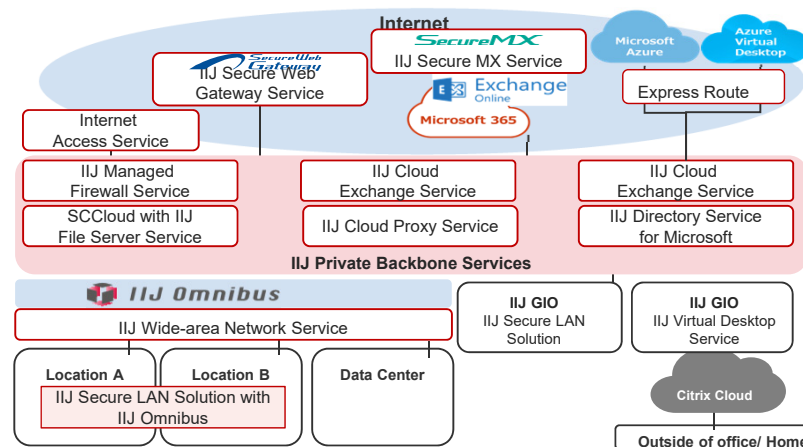 Internet
SecureMX
IIJ Secure MX Service
Microsoft
Azure
Azure
Virtual
Desktop
SecureWeb
Gateway
IIJ Secure Web
Gateway Service
Exchange
Online
Microsoft 365
Express Route
Internet
Access Service
IIJ Managed
Firewall Service
IIJ Cloud
Exchange Service
IIJ Cloud
Exchange Service
SCCloud with IIJ
File Server Service
IIJ Cloud Proxy Service
IIJ Directory Service
for Microsoft
IIJ Private Backbone Services
IIJ Omnibus
IIJ Wide-area Network Service
IIJ GIO
IIJ Secure LAN
Solution
IIJ GIO
IIJ Virtual Desktop
Service
Location A
Location B
Data Center
IIJ Secure LAN Solution with
IIJ Omnibus
Citrix Cloud
Outside of office/ Home